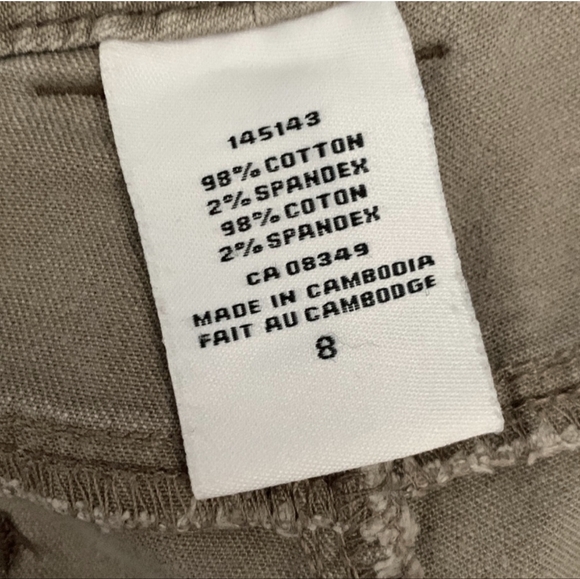 145143
98% COTTON
2% SPANDEX
98% COTON
2% SPANDEX
CA 08349
MADE IN CAMBODIA
FAIT AU CAMBODGE
8